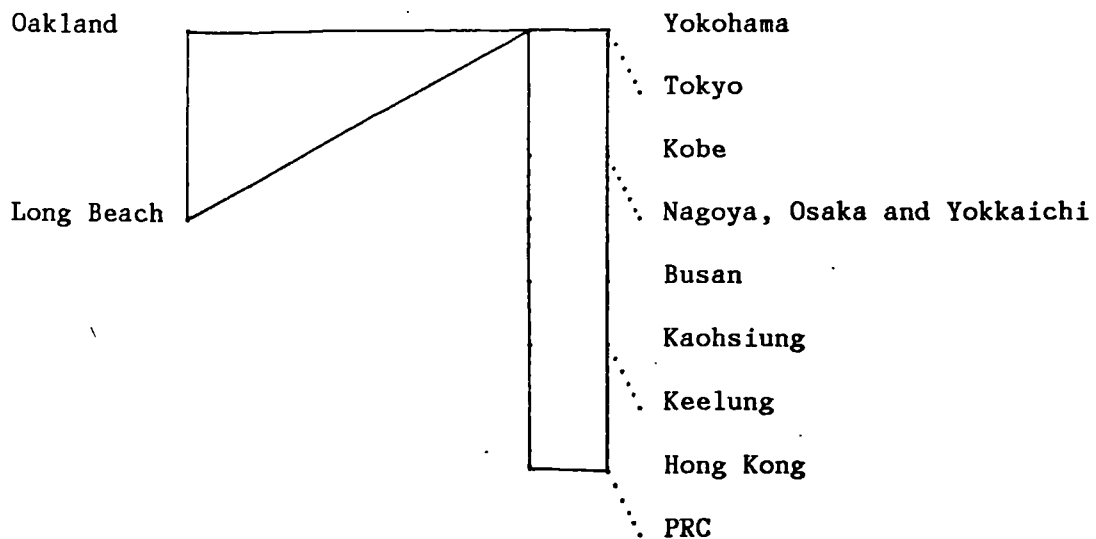 Oakland
Yokohama
Tokyo
Kobe
Long Beach
Nagoya, Osaka and Yokkaichi
Busan
Kaohsiung
Keelung
Hong Kong
PRC